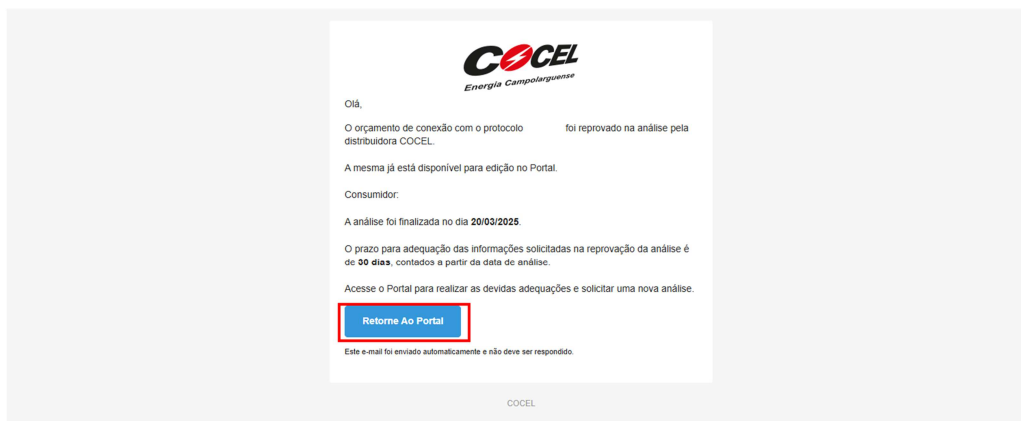 COCEL
Energia Campolarguense
Olá,
O orçamento de conexão com o protocolo foi reprovado na análise pela
distribuidora COCEL.
A mesma já está disponível para edição no Portal.
Consumidor:
A análise foi finalizada no dia 20/03/2025.
O prazo para adequação das informações solicitadas na reprovação da análise é
de 30 dias, contados a partir da data de análise.
Acesse o Portal para realizar as devidas adequações e solicitar uma nova análise.
Retorne Ao Portal
Este e-mail foi enviado automaticamente e não deve ser respondido.
COCEL